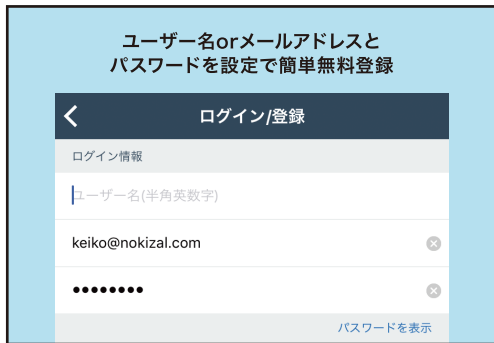 ユーザー名orメールアドレスと
パスワードを設定で簡単無料登録
ログイン/登録
ログイン情報
ユーザー名(半角英数字)
keiko@nokizal.com
••••••••
パスワードを表示